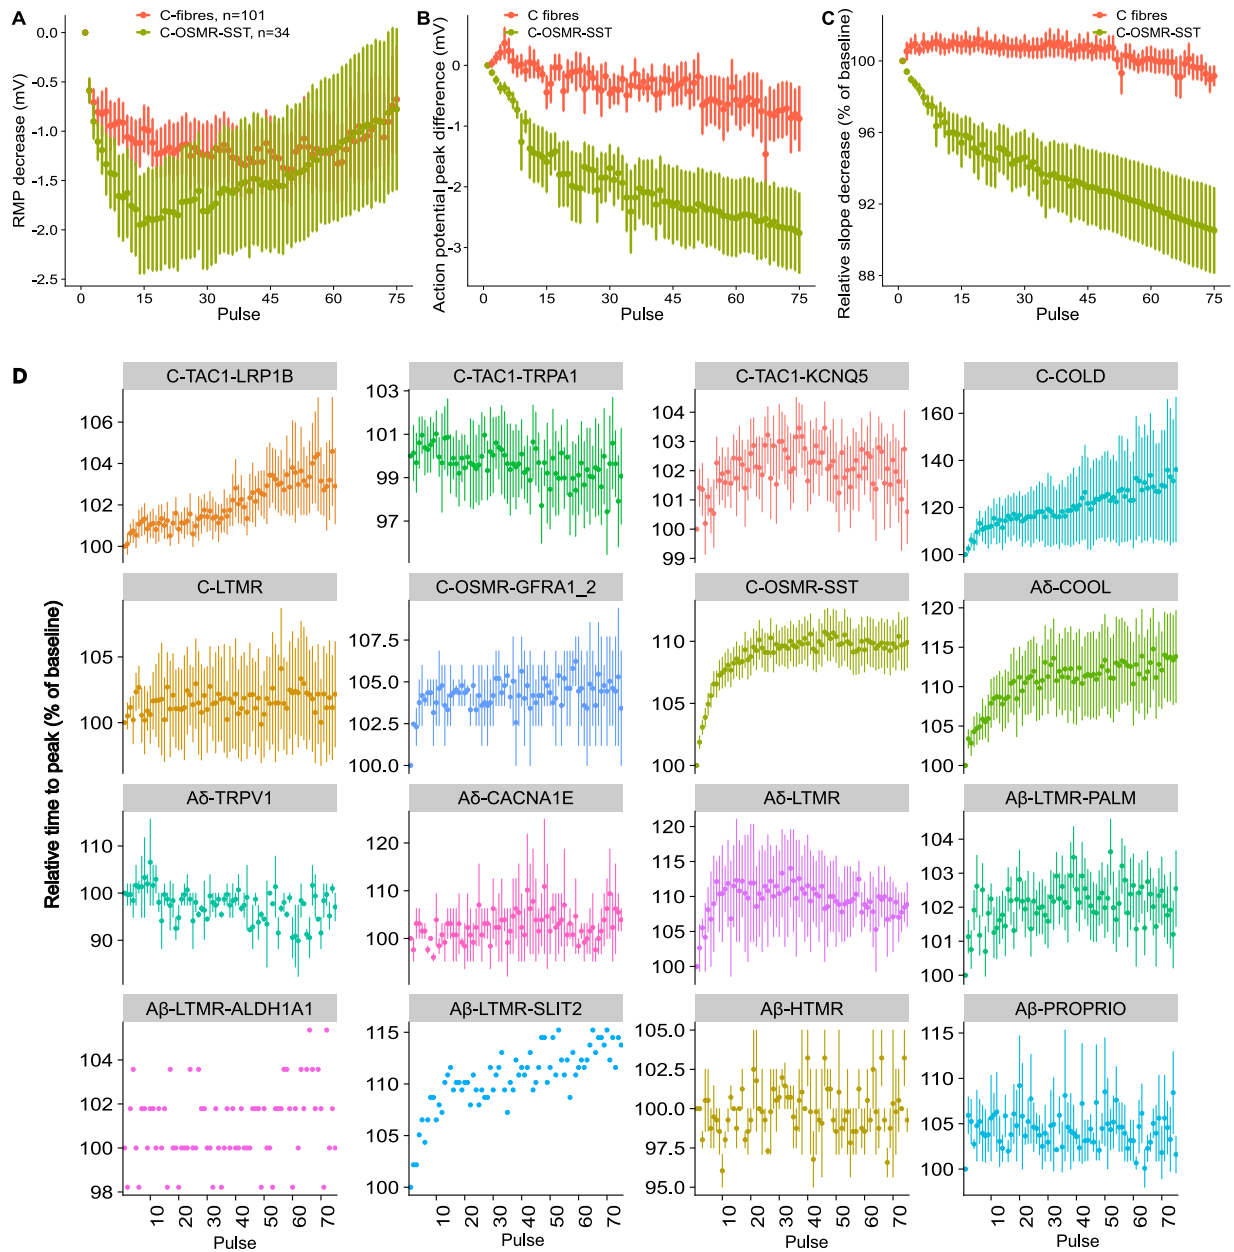 A
C-fibres, n=101
C-OSMR-SST, n=34
0.0
-0.5
-1.0
-1.5
-2.0
-2.5
RMP decrease (mV)
0 15 30 45 60 75
Pulse
B
C fibres
C-OSMR-SST
0
-1
-2
-3
Action potential peak difference (mV)
0 15 30 45 60 75
Pulse
C
C fibres
C-OSMR-SST
100
96
92
88
Relative slope decrease (% of baseline)
0 15 30 45 60 75
Pulse
D
Relative time to peak (% of baseline)
C-TAC1-LRP1B
106
104
102
100
C-TAC1-TRPA1
103
101
99
97
C-TAC1-KCNQ5
104
103
102
101
100
99
C-COLD
160
140
120
100
C-LTMR
105
100
C-OSMR-GFRA1_2
107.5
105.0
102.5
100.0
C-OSMR-SST
110
105
100
Aδ-COOL
120
115
110
105
100
Aδ-TRPV1
110
100
90
Aδ-CACNA1E
120
110
100
Aδ-LTMR
120
115
110
105
100
Aβ-LTMR-PALM
104
103
102
101
100
Aβ-LTMR-ALDH1A1
104
102
100
98
10 20 30 40 50 60 70
Pulse
Aβ-LTMR-SLIT2
115
110
105
100
10 20 30 40 50 60 70
Pulse
Aβ-HTMR
105.0
102.5
100.0
97.5
95.0
10 20 30 40 50 60 70
Pulse
Aβ-PROPRIO
115
110
105
100
10 20 30 40 50 60 70
Pulse